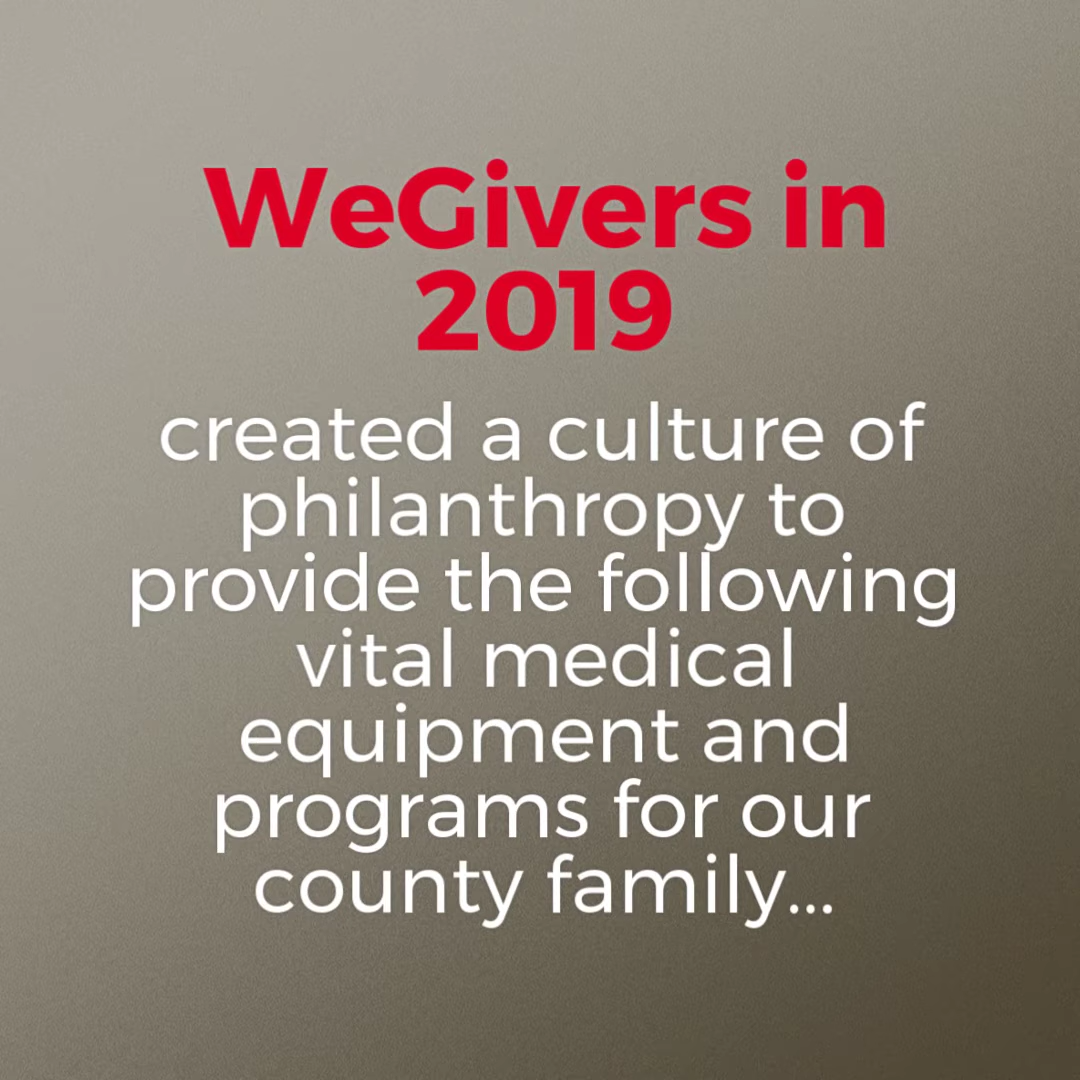 WeGivers in
2019
created a culture of
philanthropy to
provide the following
vital medical
equipment and
programs for our
county family...